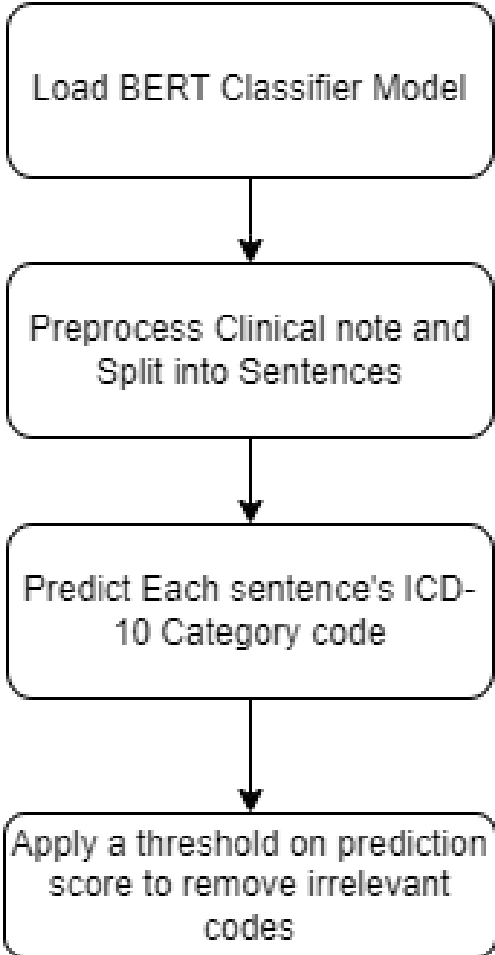 Load BERT Classifier Model
Preprocess Clinical note and
Split into Sentences
Predict Each sentence's ICD-
10 Category code
Apply a threshold on prediction
score to remove irrelevant
codes